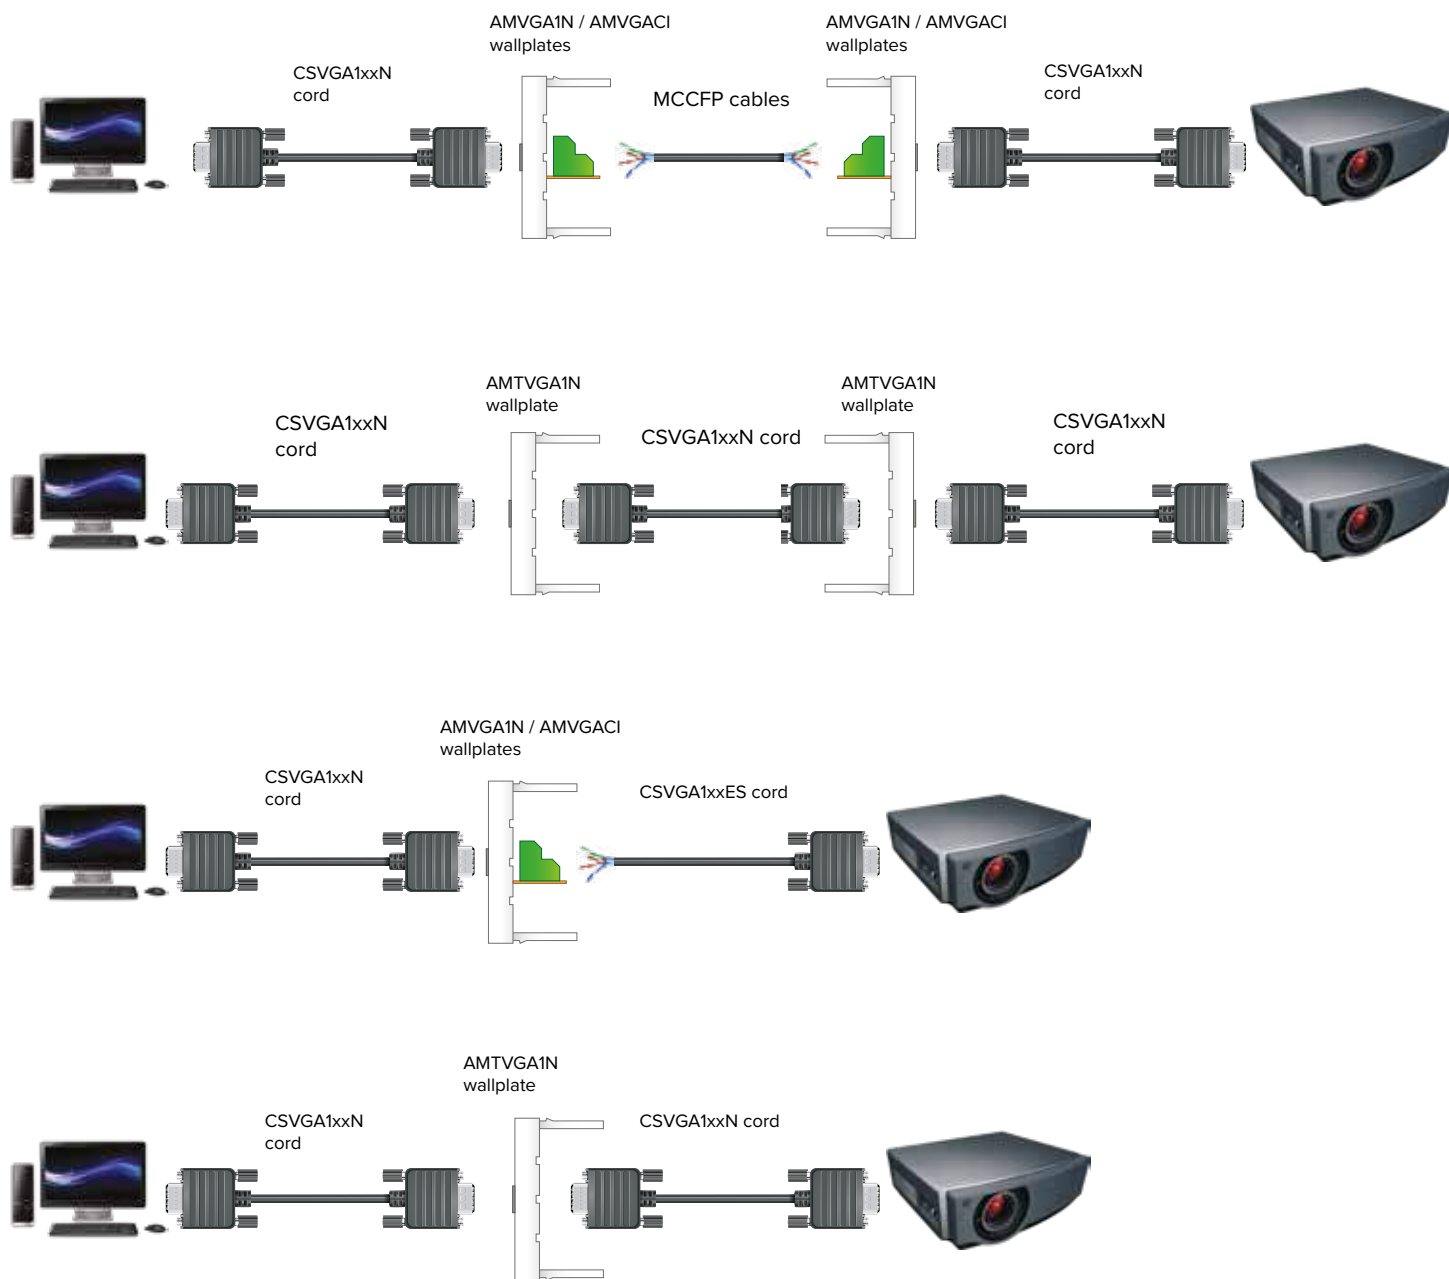 AMVGA1N / AMVGACI
wallplates
AMVGA1N / AMVGACI
wallplates
CSVGA1xxN
cord
MCCFP cables
CSVGA1xxN
cord
AMTVGA1N
wallplate
AMTVGA1N
wallplate
CSVGA1xxN
cord
CSVGA1xxN cord
CSVGA1xxN
cord
AMVGA1N / AMVGACI
wallplates
CSVGA1xxN
cord
CSVGA1xxES cord
AMTVGA1N
wallplate
CSVGA1xxN
cord
CSVGA1xxN cord